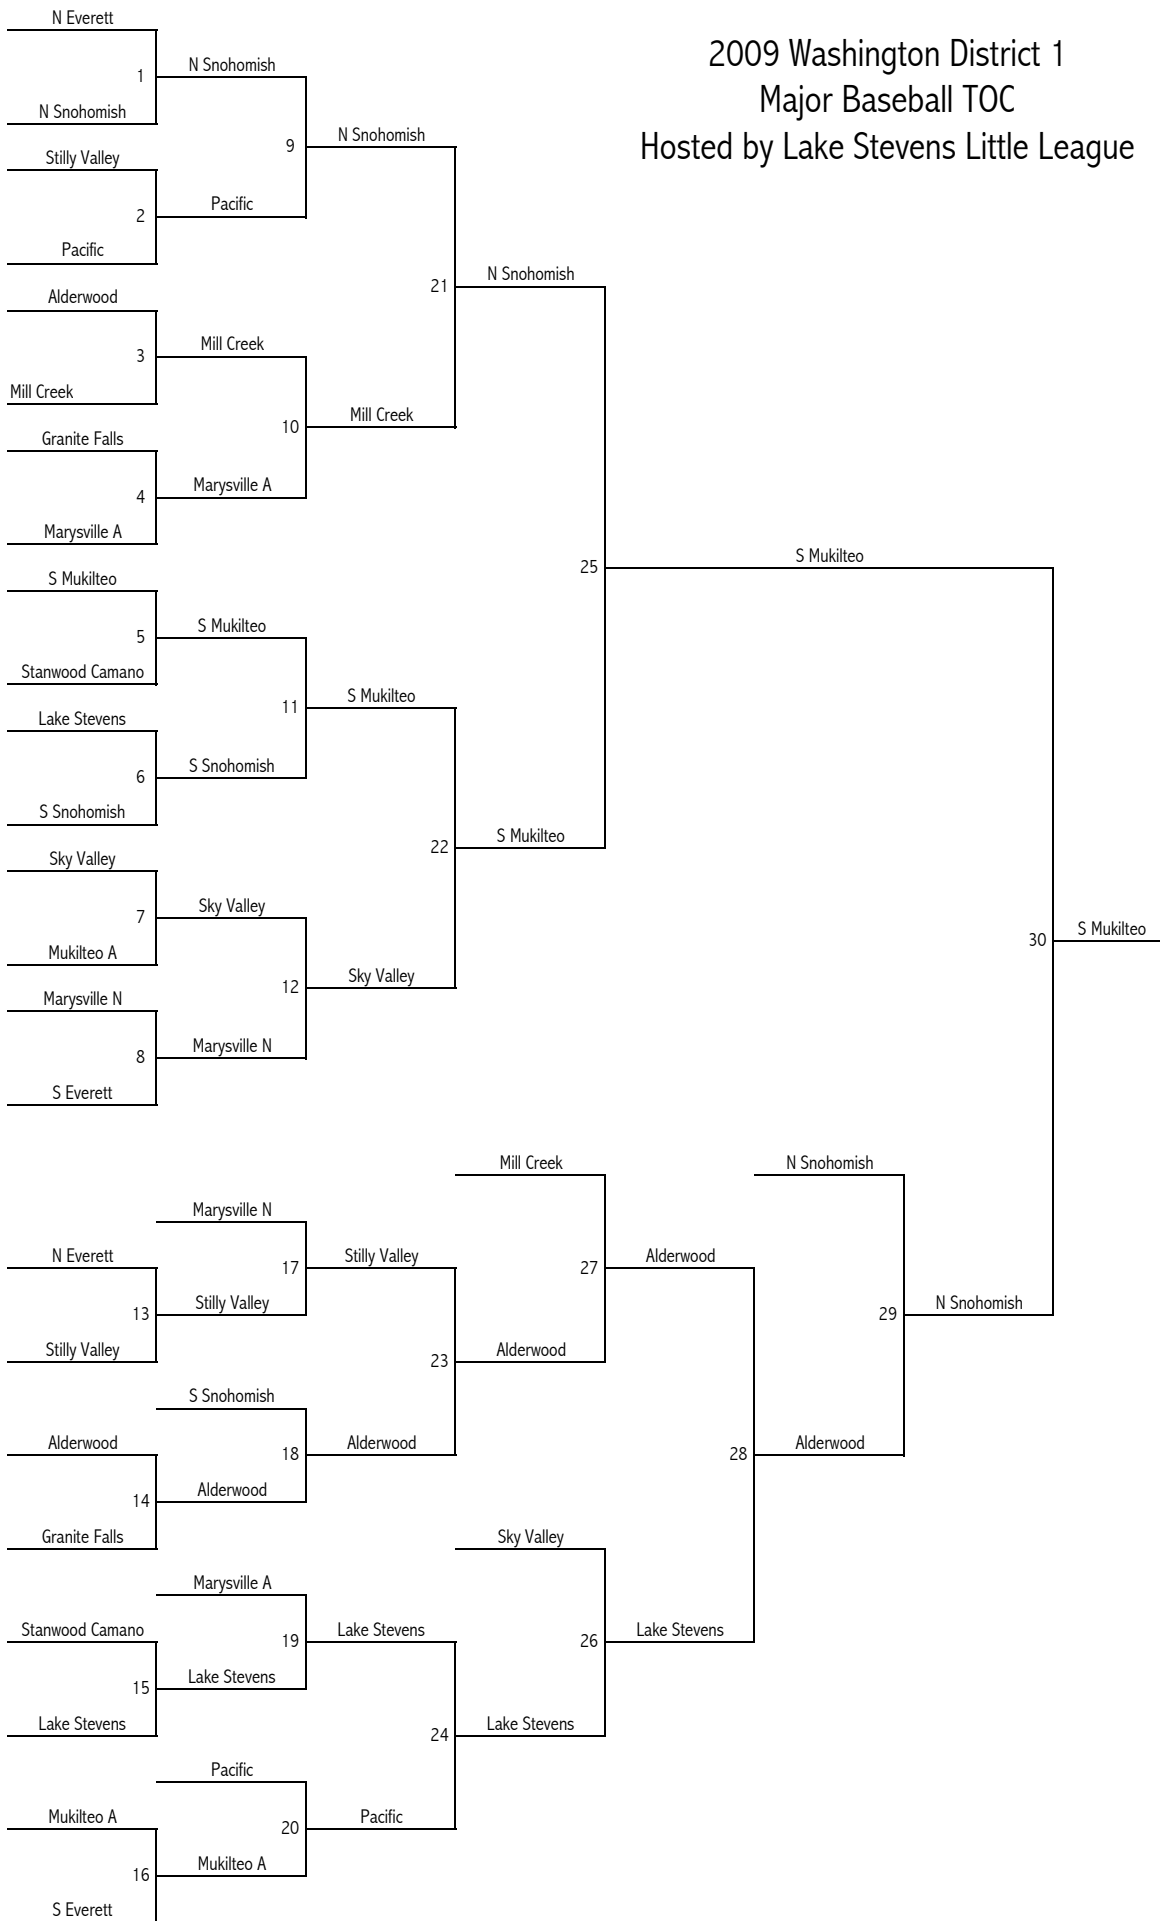 N Everett
2009 Washington District 1
Major Baseball TOC
Hosted by Lake Stevens Little League
N Snohomish
1
N Snohomish
N Snohomish
9
Stilly Valley
Pacific
2
Pacific
N Snohomish
21
Alderwood
Mill Creek
3
Mill Creek
Mill Creek
10
Granite Falls
Marysville A
4
Marysville A
S Mukilteo
25
S Mukilteo
S Mukilteo
5
Stanwood Camano
S Mukilteo
11
Lake Stevens
S Snohomish
6
S Snohomish
S Mukilteo
22
Sky Valley
Sky Valley
7
S Mukilteo
30
Mukilteo A
Sky Valley
12
Marysville N
Marysville N
8
S Everett
Mill Creek
N Snohomish
Marysville N
N Everett
Stilly Valley
Alderwood
17
27
Stilly Valley
N Snohomish
13
29
Stilly Valley
Alderwood
23
S Snohomish
Alderwood
Alderwood
Alderwood
18
28
Alderwood
14
Granite Falls
Sky Valley
Marysville A
Stanwood Camano
Lake Stevens
Lake Stevens
19
26
Lake Stevens
15
Lake Stevens
Lake Stevens
24
Pacific
Mukilteo A
Pacific
20
Mukilteo A
16
S Everett